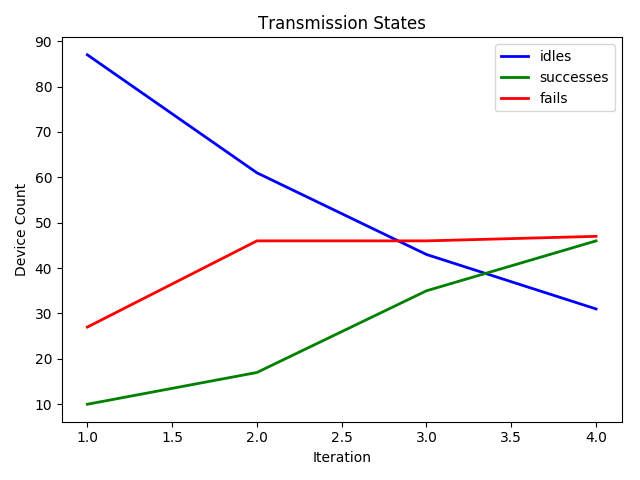 Transmission States
idles
successes
fails
Device Count
90
80
70
60
50
40
30
20
10
1.0 1.5 2.0 2.5 3.0 3.5 4.0
Iteration